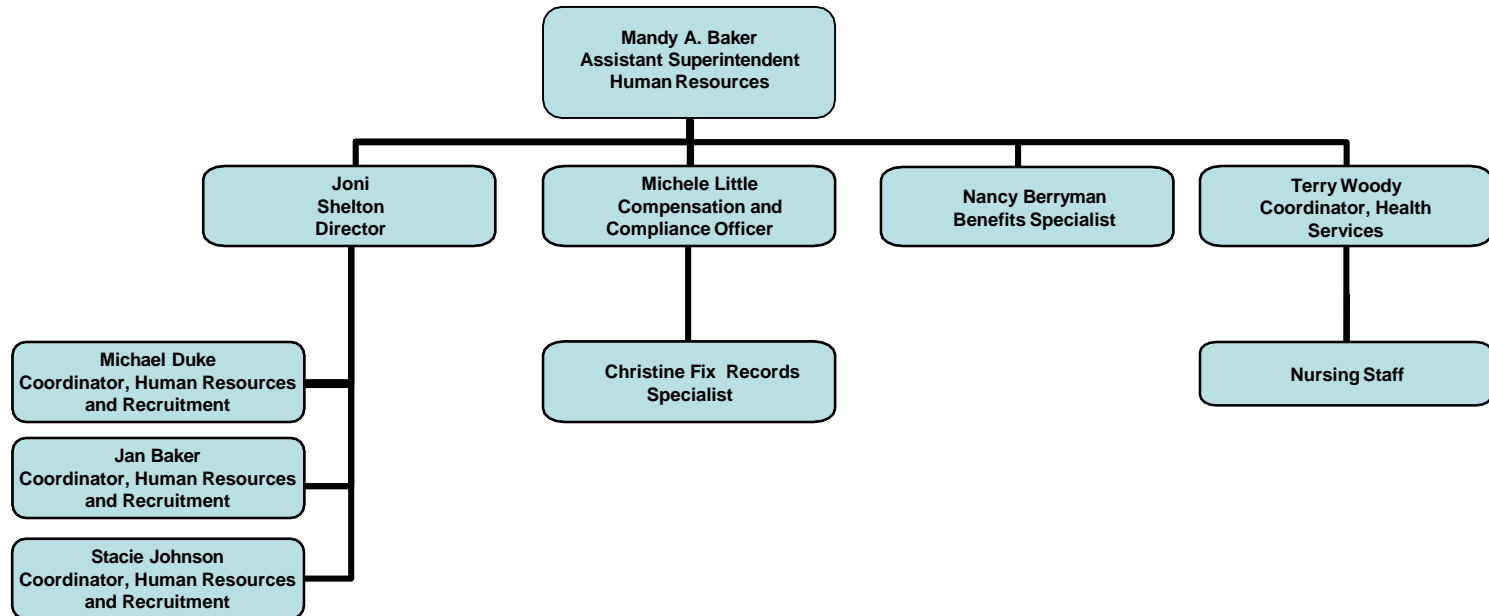 Mandy A. Baker
Assistant Superintendent
Human Resources
Joni
Shelton
Director
Michele Little
Compensation and
Compliance Officer
Nancy Berryman
Benefits Specialist
Terry Woody
Coordinator, Health
Services
Michael Duke
Coordinator, Human Resources
and Recruitment
Christine Fix  Records
Specialist
Nursing Staff
Jan Baker
Coordinator, Human Resources
and Recruitment
Stacie Johnson
Coordinator, Human Resources
and Recruitment